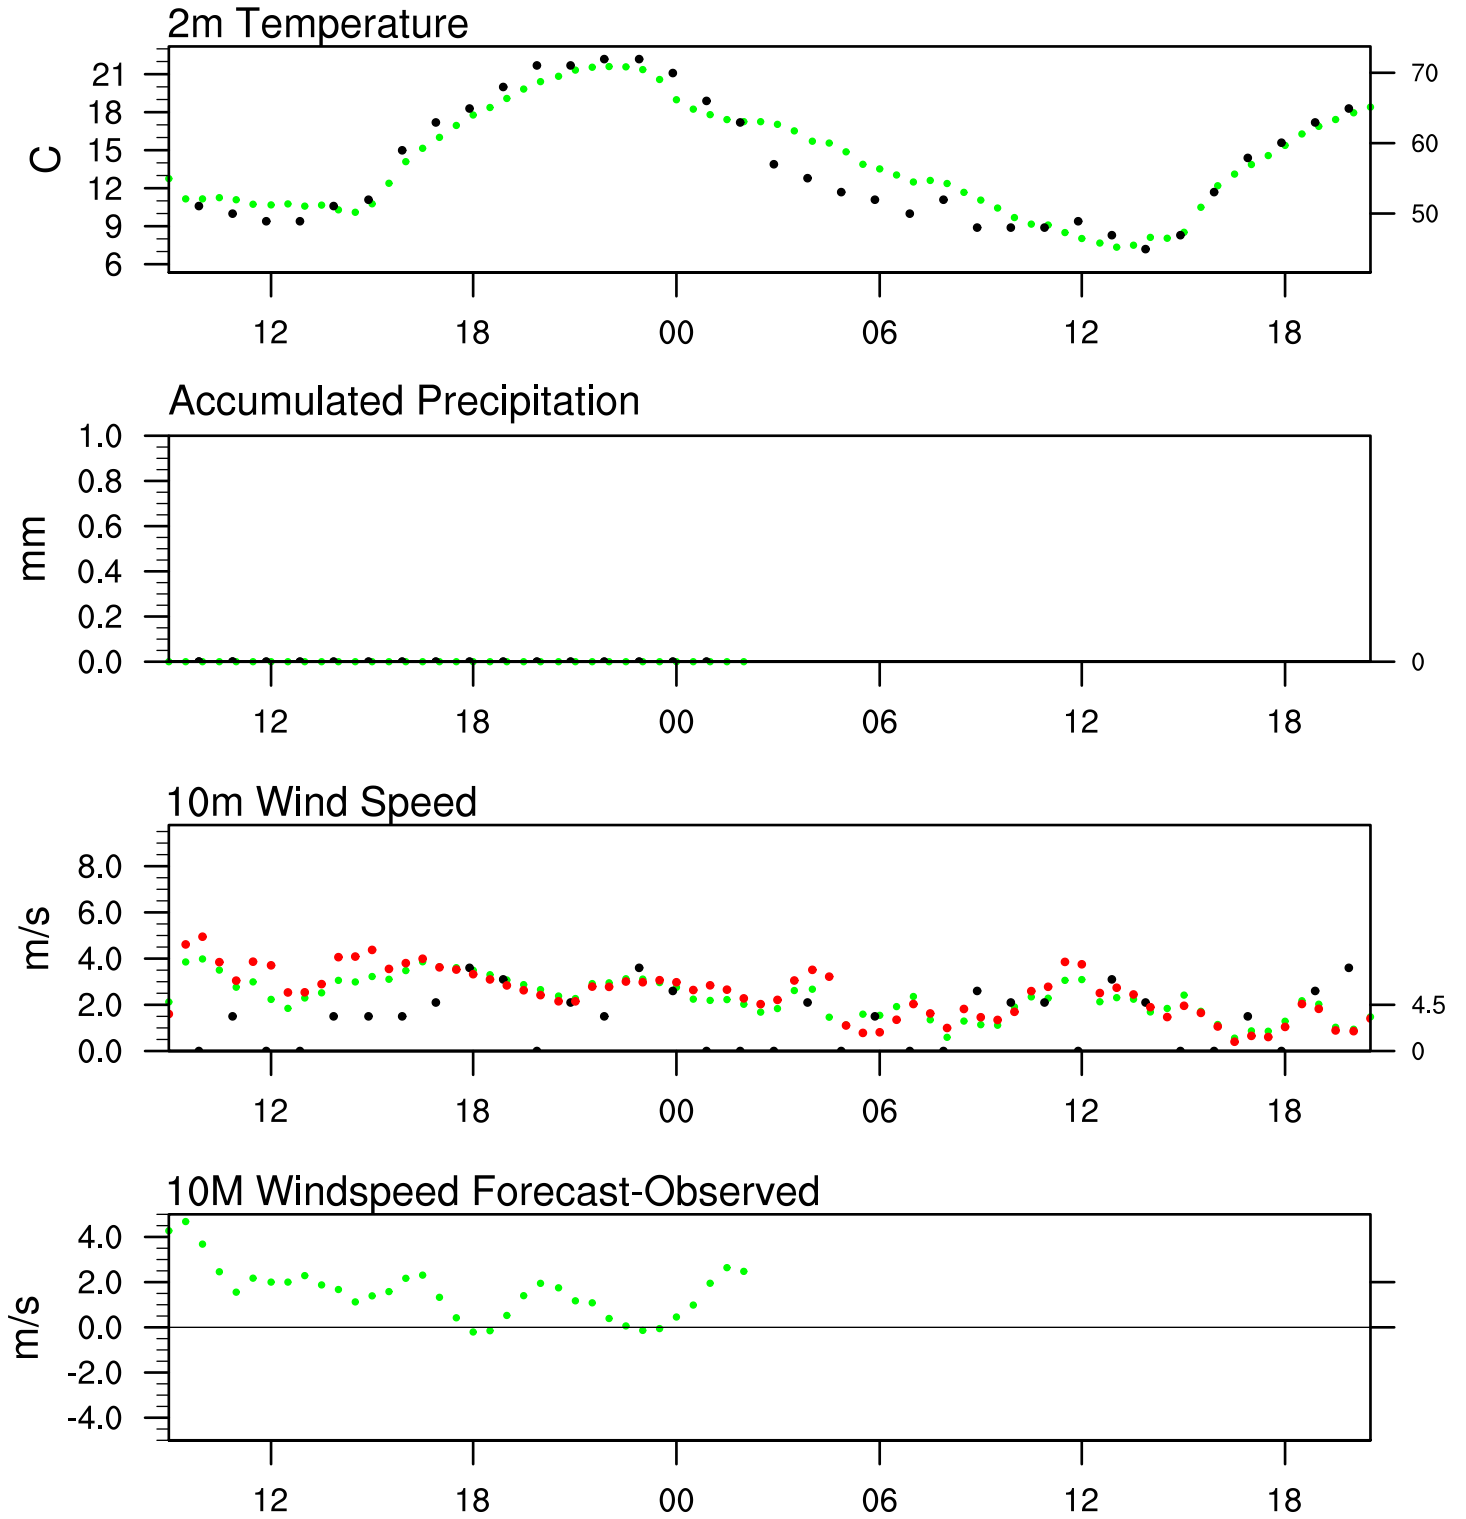 2m Temperature
21
18
15
12
9
6
C
70
60
50
12 18 00 06 12 18
Accumulated Precipitation
1.0
0.8
0.6
0.4
0.2
0.0
mm
0
12 18 00 06 12 18
10m Wind Speed
8.0
6.0
4.0
2.0
0.0
m/s
4.5
0
12 18 00 06 12 18
10M Windspeed Forecast-Observed
4.0
2.0
0.0
-2.0
-4.0
m/s
12 18 00 06 12 18